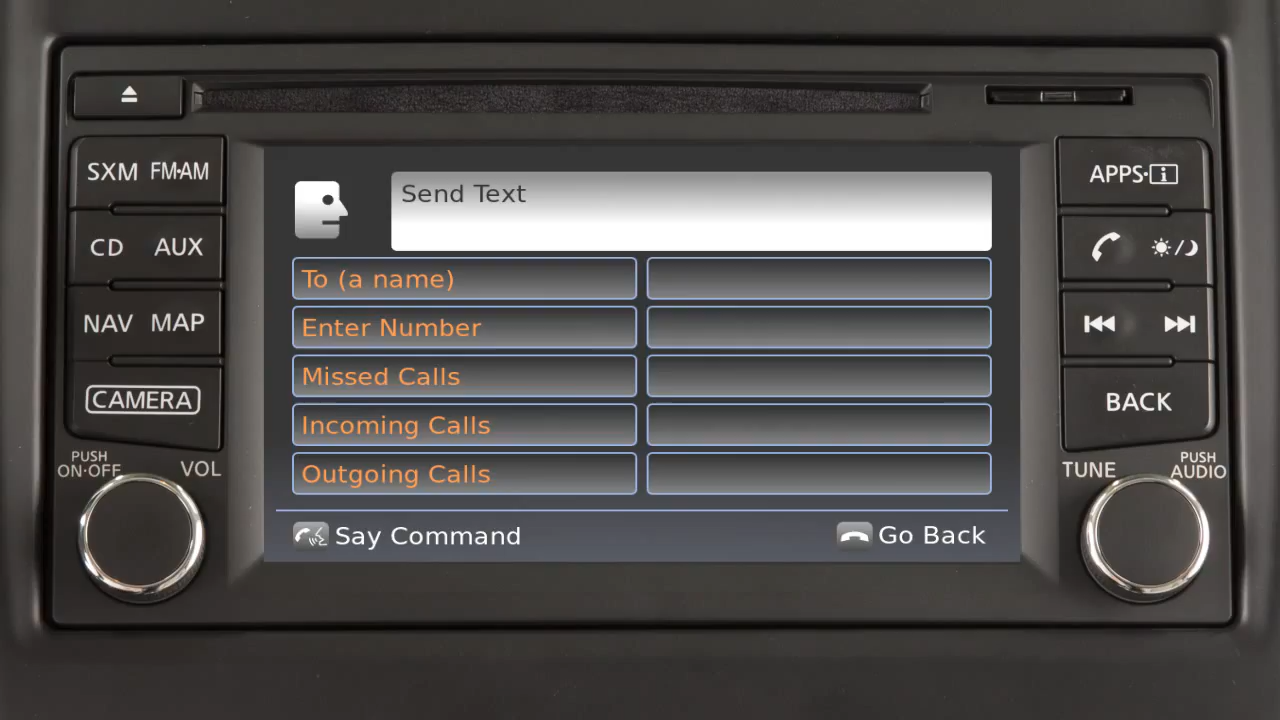 SXM FM·AM
CD AUX
NAV MAP
CAMERA
PUSH
ON·OFF
VOL
Send Text
To (a name)
Enter Number
Missed Calls
Incoming Calls
Outgoing Calls
Say Command
Go Back
APPS·i
BACK
TUNE
PUSH
AUDIO